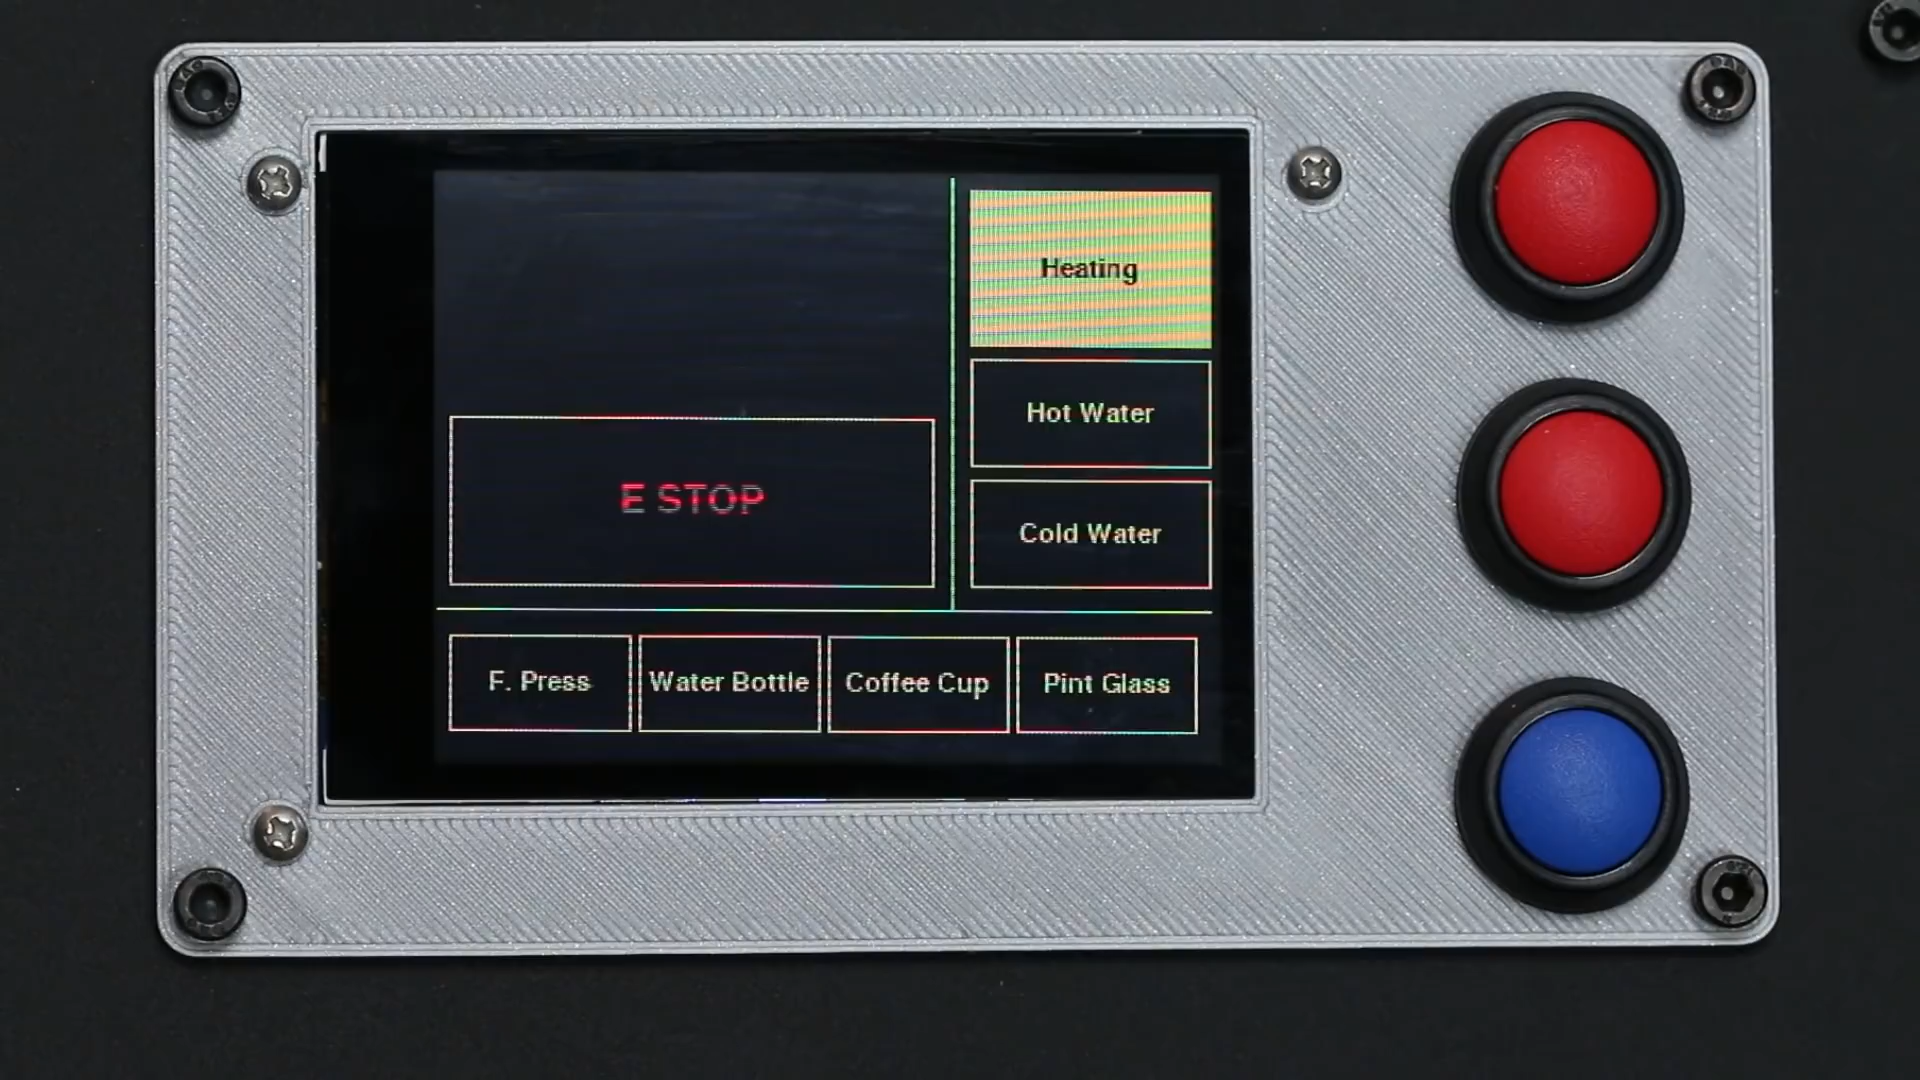 Heating
Hot Water
E STOP
Cold Water
F. Press
Water Bottle
Coffee Cup
Pint Glass